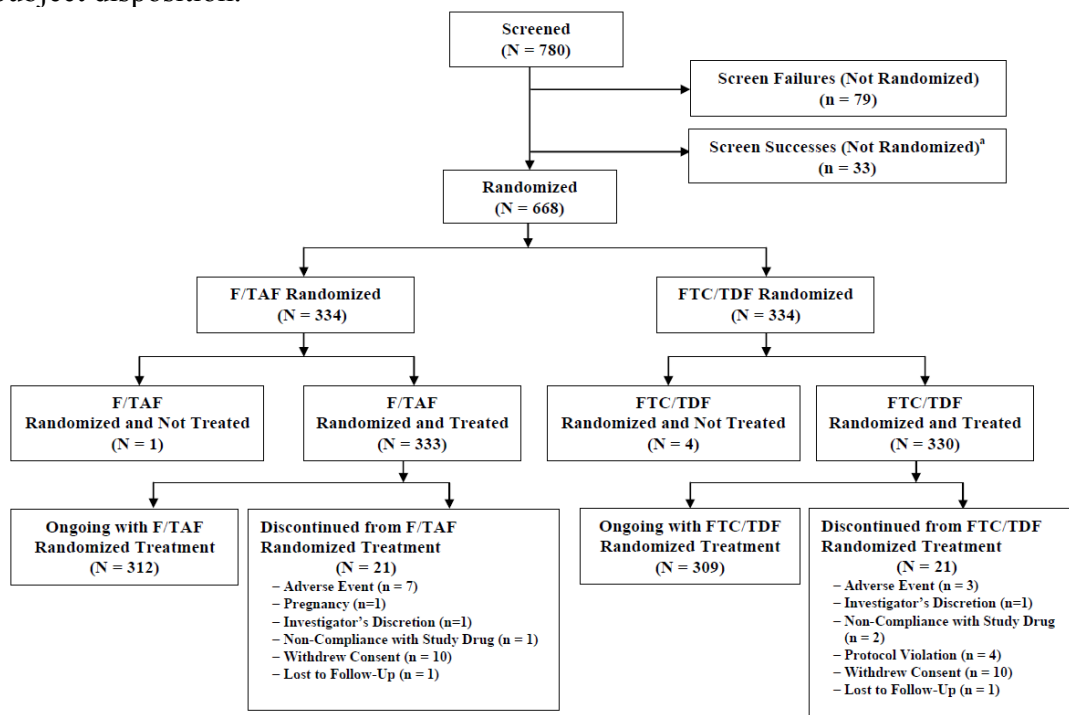 subject disposition.
Screened
(N = 780)
Screen Failures (Not Randomized)
(n = 79)
Screen Successes (Not Randomized)a
(n = 33)
Randomized
(N = 668)
F/TAF Randomized
(N = 334)
FTC/TDF Randomized
(N = 334)
F/TAF
Randomized and Not Treated
(N = 1)
F/TAF
Randomized and Treated
(N = 333)
FTC/TDF
Randomized and Not Treated
(N = 4)
FTC/TDF
Randomized and Treated
(N = 330)
Ongoing with F/TAF
Randomized Treatment
(N = 312)
Discontinued from F/TAF
Randomized Treatment
(N = 21)
– Adverse Event (n = 7)
– Pregnancy (n=1)
– Investigator's Discretion (n=1)
– Non-Compliance with Study Drug (n = 1)
– Withdrew Consent (n = 10)
– Lost to Follow-Up (n = 1)
Ongoing with FTC/TDF
Randomized Treatment
(N = 309)
Discontinued from FTC/TDF
Randomized Treatment
(N = 21)
– Adverse Event (n = 3)
– Investigator's Discretion (n=1)
– Non-Compliance with Study Drug
(n = 2)
– Protocol Violation (n = 4)
– Withdrew Consent (n = 10)
– Lost to Follow-Up (n = 1)